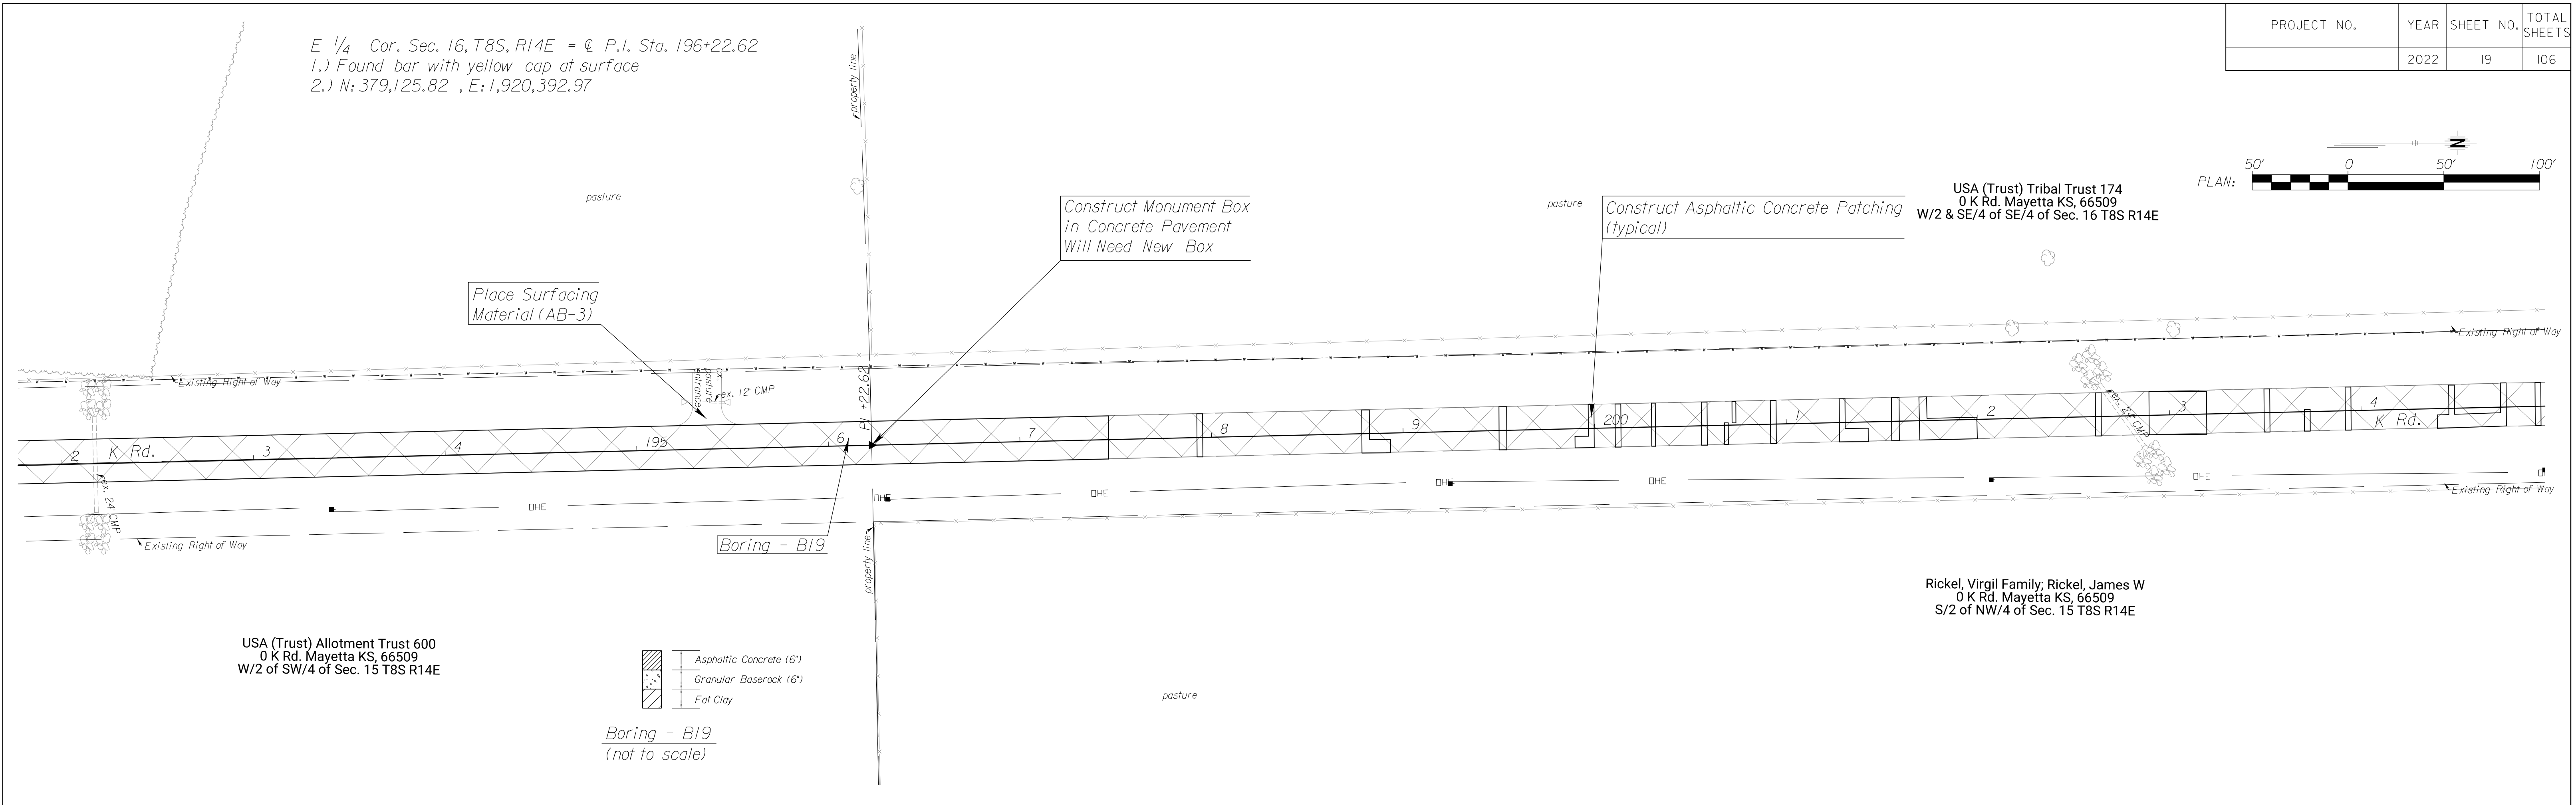 PROJECT NO.
YEAR
SHEET NO.
TOTAL
SHEETS
2022
19
106
E 1/4 Cor. Sec. 16, T8S, R14E = ℄ P.I. Sta. 196+22.62
1.) Found bar with yellow cap at surface
2.) N: 379,125.82 , E: 1,920,392.97
property line
pasture
Construct Monument Box
in Concrete Pavement
Will Need New Box
pasture
Construct Asphaltic Concrete Patching
(typical)
USA (Trust) Tribal Trust 174
0 K Rd. Mayetta KS, 66509
W/2 & SE/4 of SE/4 of Sec. 16 T8S R14E
N
PLAN:
50'
0
50'
100'
Place Surfacing
Material (AB-3)
Existing Right of Way
Existing Right of Way
ex.
pasture
entrance
ex. 12" CMP
PI +22.62
2
K Rd.
3
4
195
6
7
8
9
200
1
2
3
4
K Rd.
ex. 24" CMP
ex. 24" CMP
OHE
OHE
OHE
OHE
OHE
OHE
Existing Right of Way
Existing Right of Way
Boring - B19
property line
USA (Trust) Allotment Trust 600
0 K Rd. Mayetta KS, 66509
W/2 of SW/4 of Sec. 15 T8S R14E
Asphaltic Concrete (6")
Granular Baserock (6")
Fat Clay
Boring - B19
(not to scale)
pasture
Rickel, Virgil Family; Rickel, James W
0 K Rd. Mayetta KS, 66509
S/2 of NW/4 of Sec. 15 T8S R14E